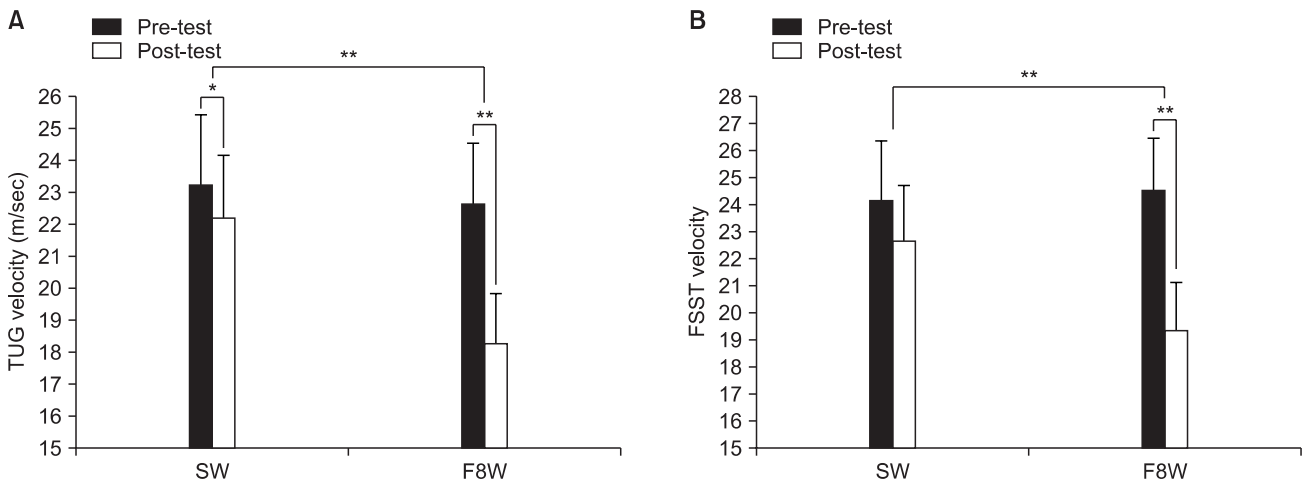 A
Pre-test
Post-test
**
26
25
24
23
22
21
20
19
18
17
16
15
*
**
TUG velocity (m/sec)
SW
F8W
B
Pre-test
Post-test
**
28
27
26
25
24
23
22
21
20
19
18
17
16
15
**
FSST velocity
SW
F8W